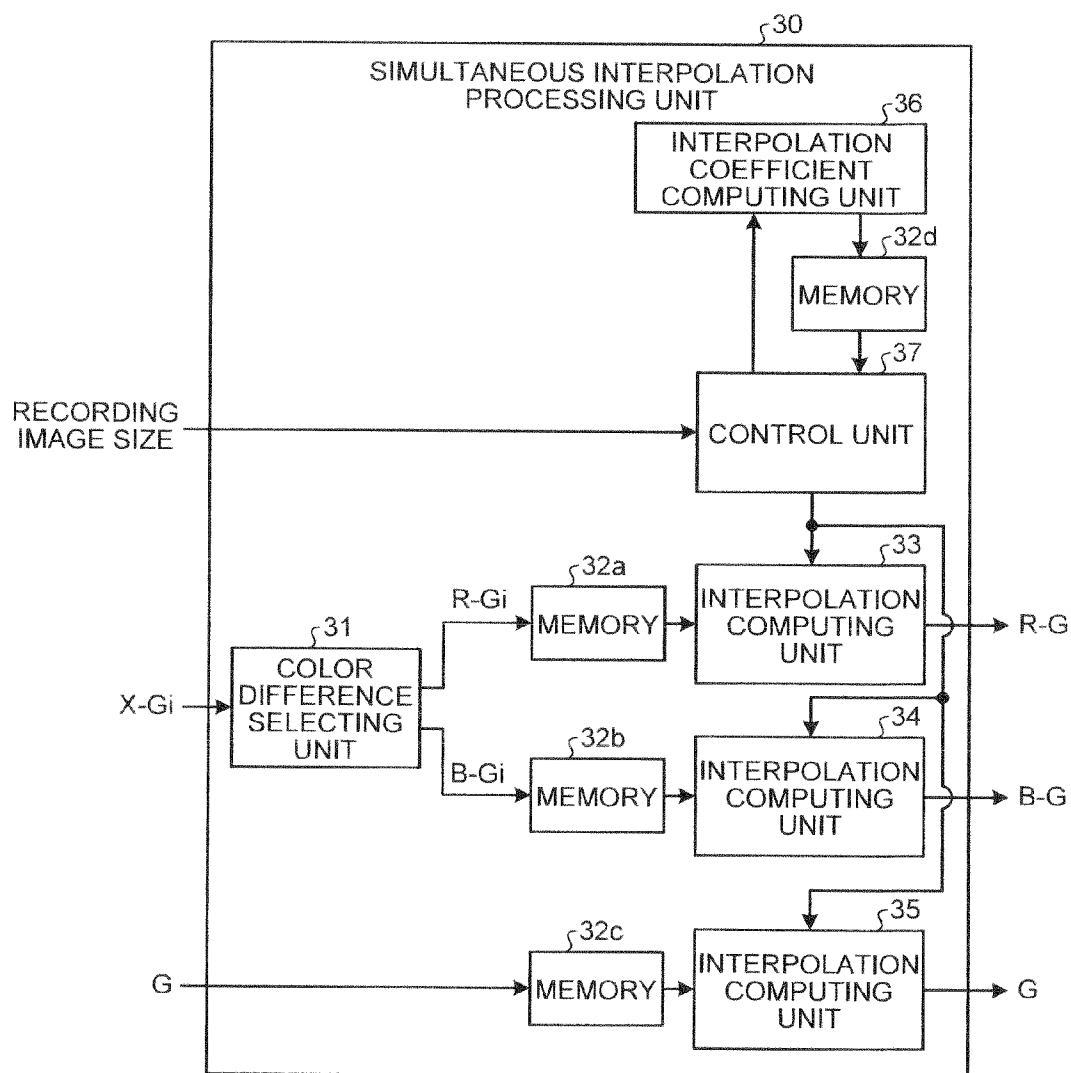 30
SIMULTANEOUS INTERPOLATION
PROCESSING UNIT
36
INTERPOLATION
COEFFICIENT
COMPUTING UNIT
32d
MEMORY
37
RECORDING
IMAGE SIZE
CONTROL UNIT
33
32a
R-Gi
MEMORY
INTERPOLATION
COMPUTING
UNIT
R-G
31
COLOR
DIFFERENCE
SELECTING
UNIT
X-Gi
34
32b
B-Gi
MEMORY
INTERPOLATION
COMPUTING
UNIT
B-G
35
32c
G
MEMORY
INTERPOLATION
COMPUTING
UNIT
G